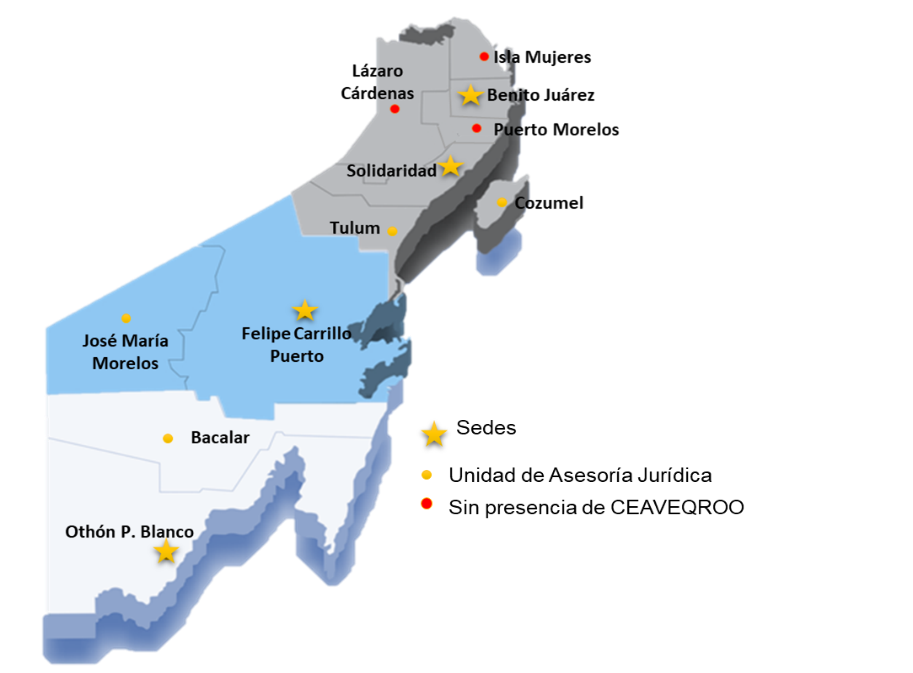 Isla Mujeres
Lázaro
Cárdenas
Benito Juárez
Puerto Morelos
Solidaridad
Cozumel
Tulum
Felipe Carrillo
Puerto
José María
Morelos
Sedes
Bacalar
Unidad de Asesoría Jurídica
Sin presencia de CEAVEQROO
Othón P. Blanco